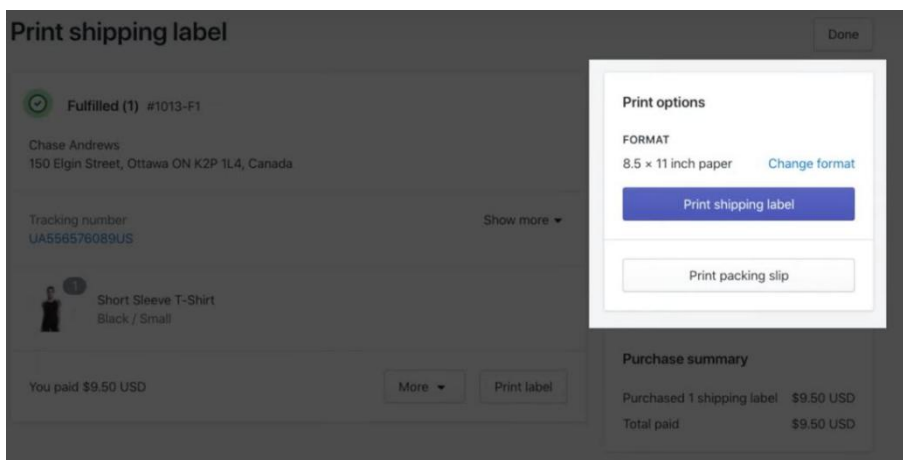 Print shipping label
Done
Fulfilled (1) #1013-F1
Chase Andrews
150 Elgin Street, Ottawa ON K2P 1L4, Canada
Tracking number
Show more
UA556576089US
1
Short Sleeve T-Shirt
Black / Small
You paid $9.50 USD
More
Print label
Print options
FORMAT
8.5 × 11 inch paper Change format
Print shipping label
Print packing slip
Purchase summary
Purchased 1 shipping label $9.50 USD
Total paid $9.50 USD